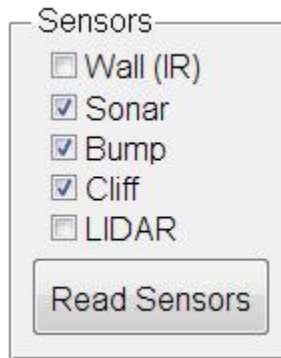 Sensors
Wall (IR)
Sonar
Bump
Cliff
LIDAR
Read Sensors